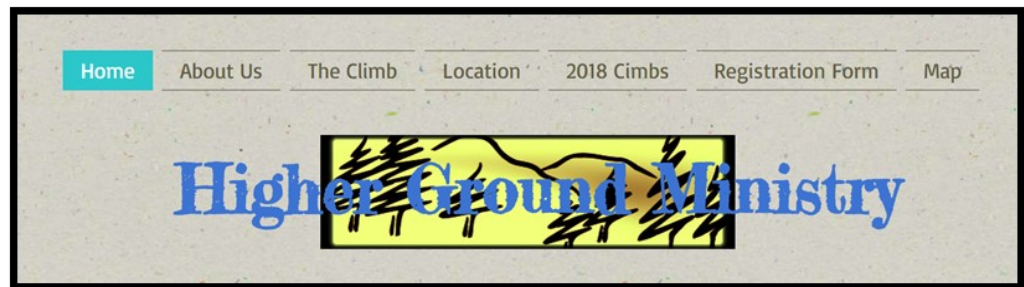 Home About Us The Climb Location 2018 Cimbs Registration Form Map
Higher Ground Ministry